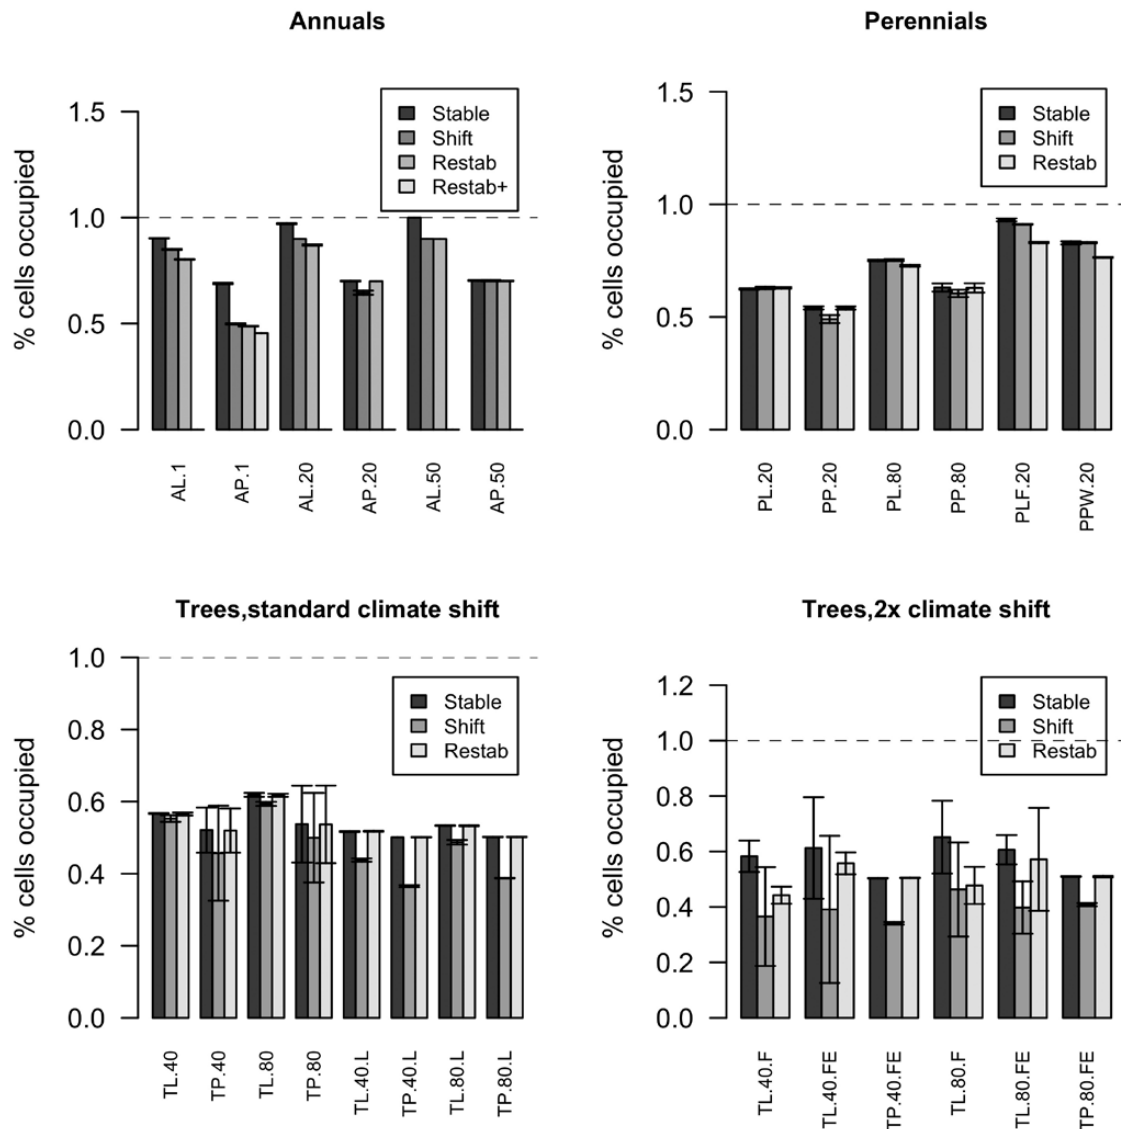 Annuals
% cells occupied
1.5
1.0
0.5
0.0
Stable
Shift
Restab
Restab+
AL.1
AP.1
AL.20
AP.20
AL.50
AP.50
Perennials
% cells occupied
1.5
1.0
0.5
0.0
Stable
Shift
Restab
PL.20
PP.20
PL.80
PP.80
PLF.20
PPW.20
Trees,standard climate shift
% cells occupied
1.0
0.8
0.6
0.4
0.2
0.0
Stable
Shift
Restab
TL.40
TP.40
TL.80
TP.80
TL.40.L
TP.40.L
TL.80.L
TP.80.L
Trees,2x climate shift
% cells occupied
1.2
1.0
0.8
0.6
0.4
0.2
0.0
Stable
Shift
Restab
TL.40.F
TL.40.FE
TP.40.FE
TL.80.F
TL.80.FE
TP.80.FE